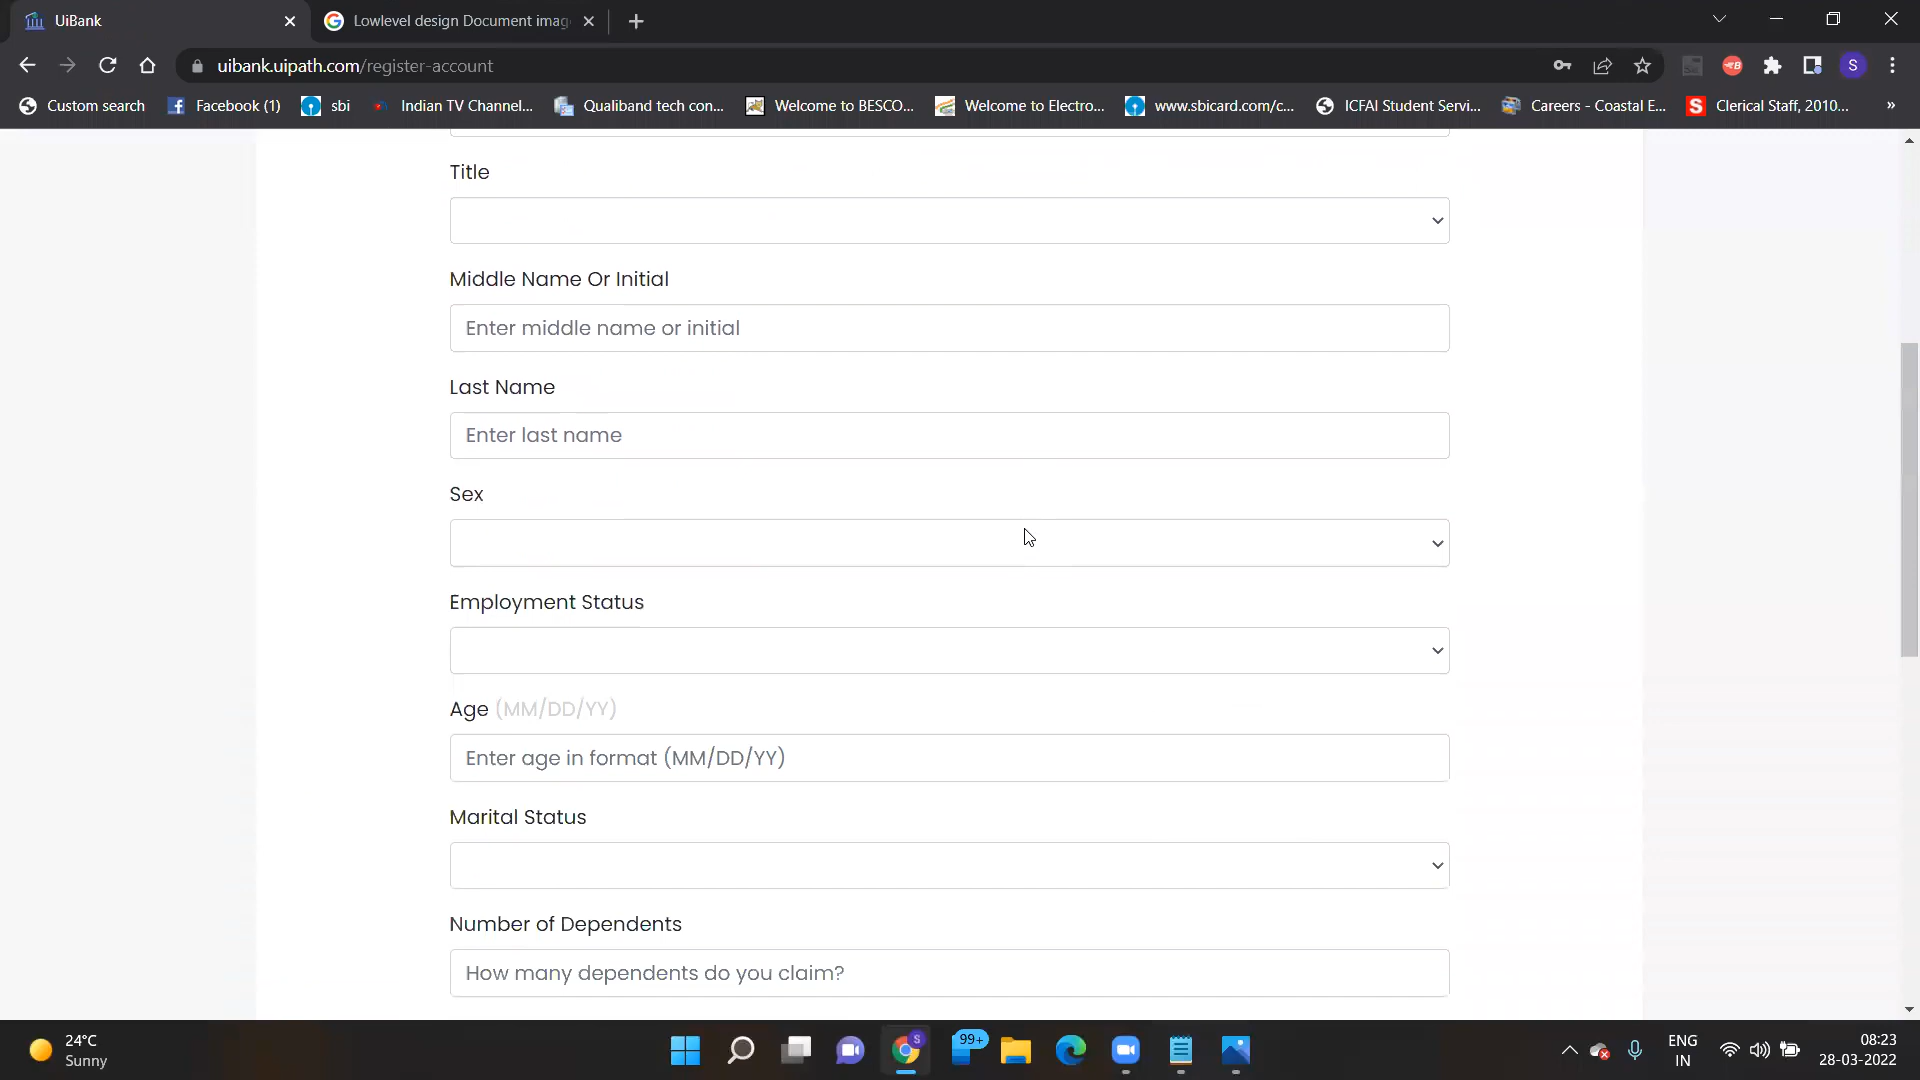 UiBank
Lowlevel design Document imag
uibank.uipath.com/register-account
S
Custom search
Facebook (1)
sbi
Indian TV Channel...
Qualiband tech con...
Welcome to BESCO...
Welcome to Electro...
www.sbicard.com/c...
ICFAI Student Servi...
Careers - Coastal E...
S
Clerical Staff, 2010...
»
Title
Middle Name Or Initial
Enter middle name or initial
Last Name
Enter last name
Sex
Employment Status
Age (MM/DD/YY)
Enter age in format (MM/DD/YY)
Marital Status
Number of Dependents
How many dependents do you claim?
24°C
Sunny
S
99+
ENG
IN
08:23
28-03-2022